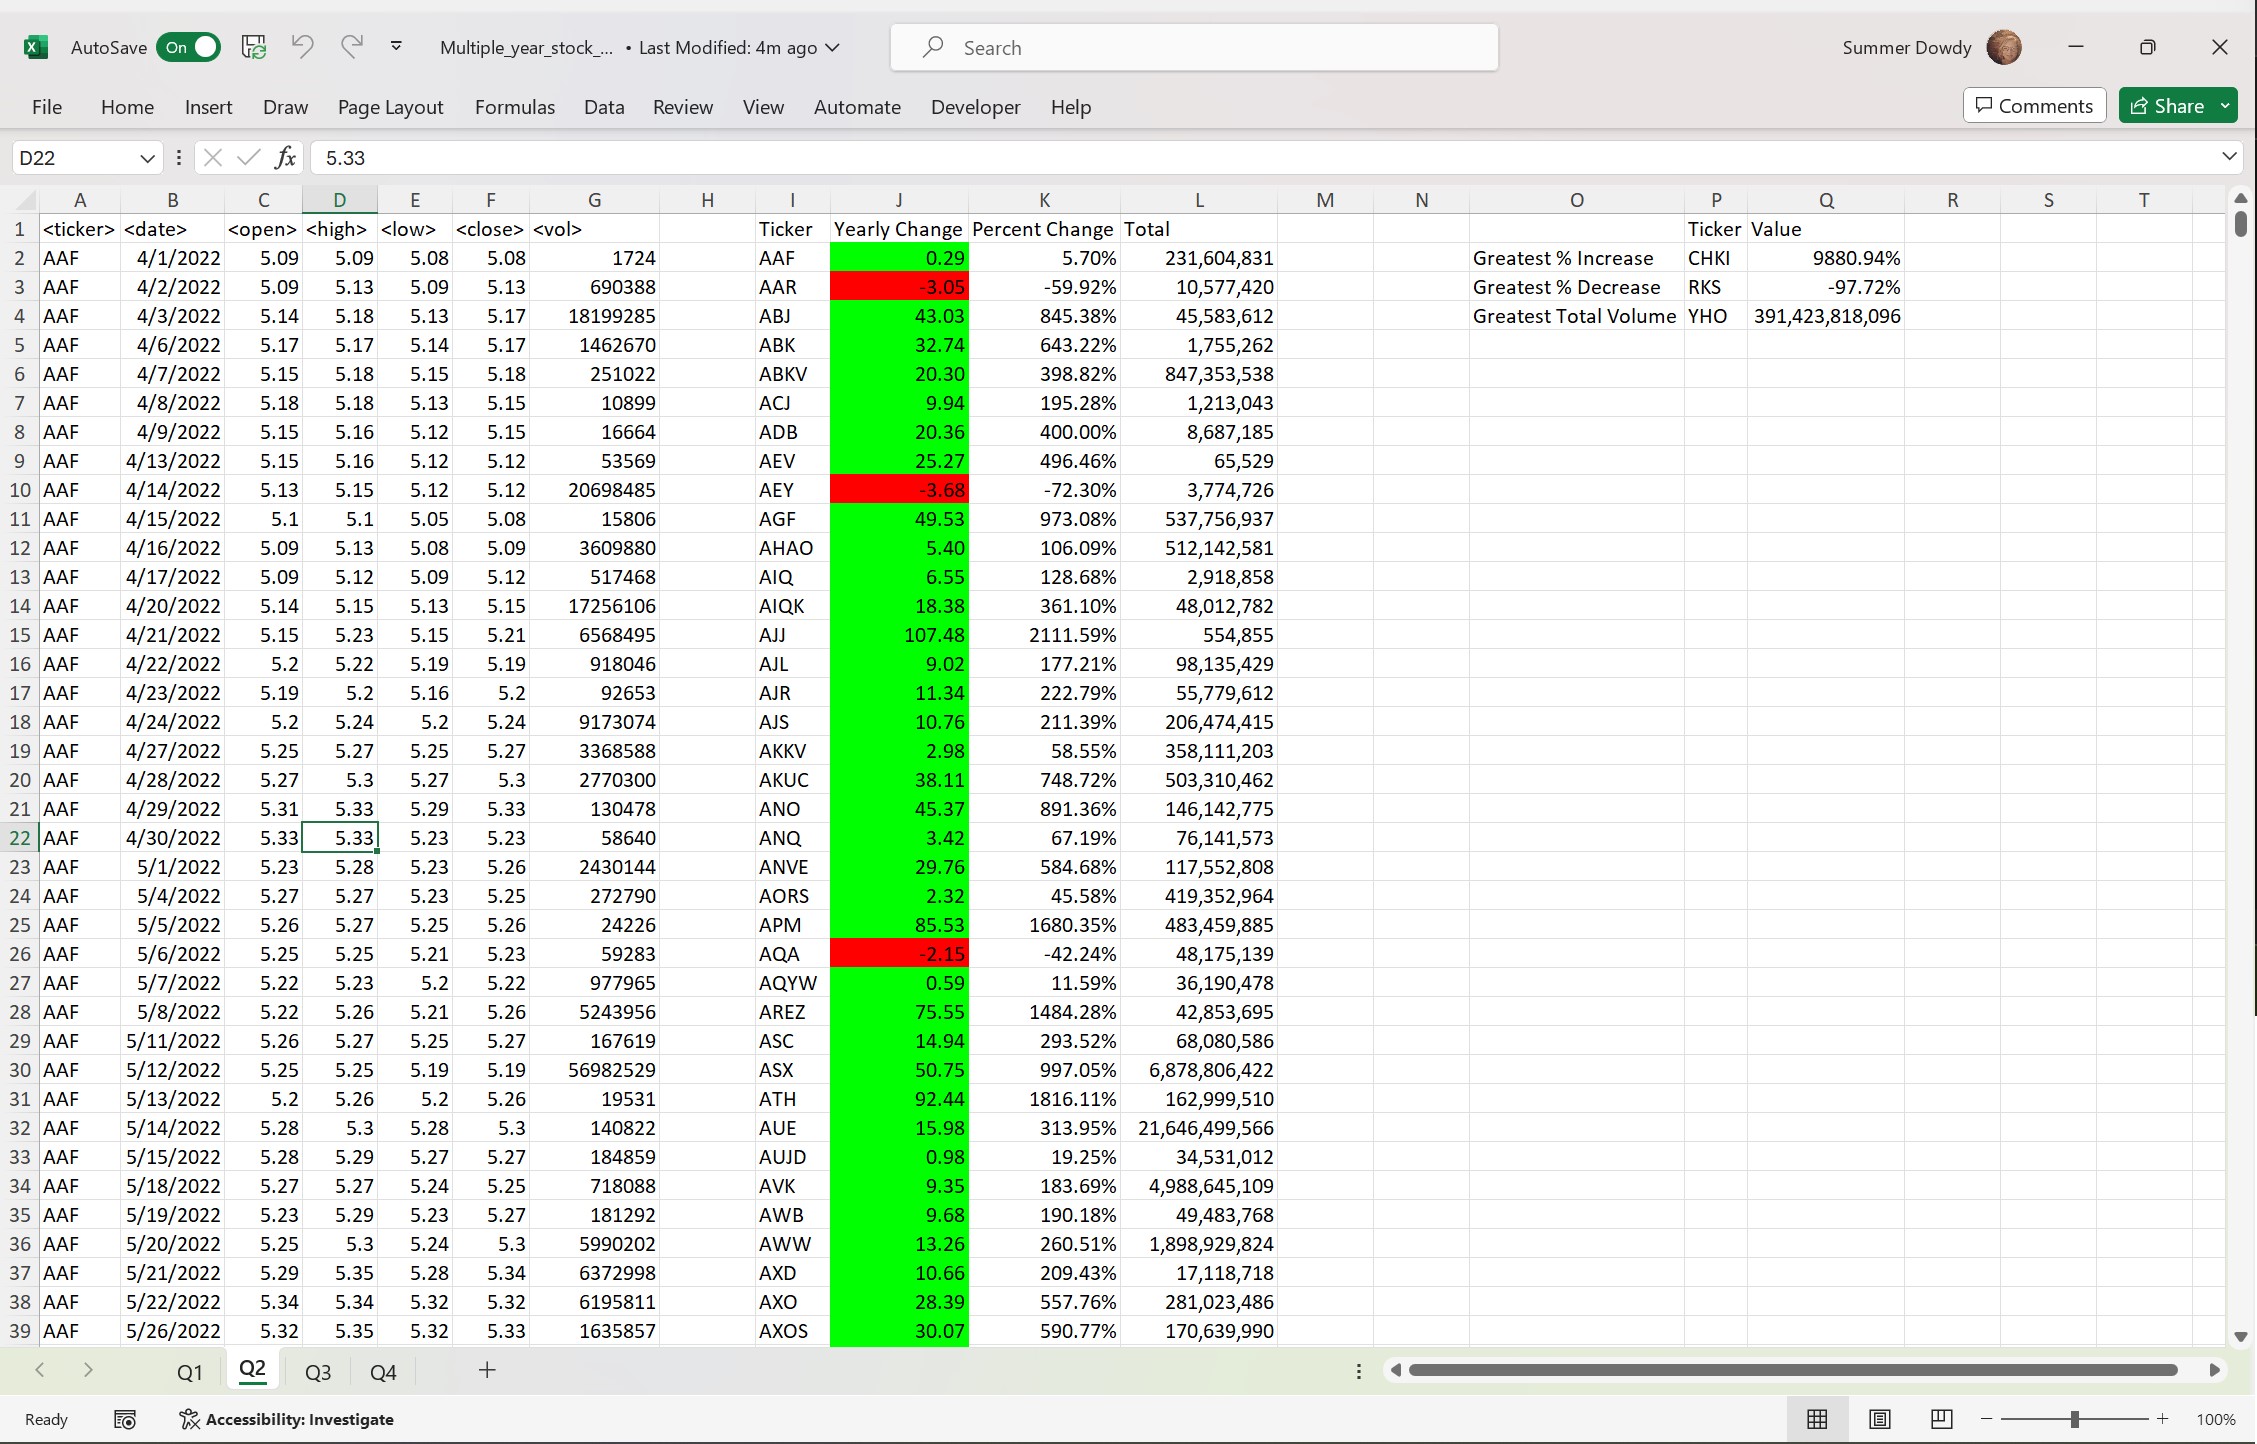 AutoSave On Multiple_year_stock_... • Last Modified: 4m ago Search Summer Dowdy
File Home Insert Draw Page Layout Formulas Data Review View Automate Developer Help Comments Share
D22 fx 5.33
A B C D E F G H I J K L M N O P Q R S T
1 <ticker> <date> <open> <high> <low> <close> <vol> Ticker Yearly Change Percent Change Total Ticker Value
2 AAF 4/1/2022 5.09 5.09 5.08 5.08 1724 AAF 0.29 5.70% 231,604,831 Greatest % Increase CHKI 9880.94%
3 AAF 4/2/2022 5.09 5.13 5.09 5.13 690388 AAR -3.05 -59.92% 10,577,420 Greatest % Decrease RKS -97.72%
4 AAF 4/3/2022 5.14 5.18 5.13 5.17 18199285 ABJ 43.03 845.38% 45,583,612 Greatest Total Volume YHO 391,423,818,096
5 AAF 4/6/2022 5.17 5.17 5.14 5.17 1462670 ABK 32.74 643.22% 1,755,262
6 AAF 4/7/2022 5.15 5.18 5.15 5.18 251022 ABKV 20.30 398.82% 847,353,538
7 AAF 4/8/2022 5.18 5.18 5.13 5.15 10899 ACJ 9.94 195.28% 1,213,043
8 AAF 4/9/2022 5.15 5.16 5.12 5.15 16664 ADB 20.36 400.00% 8,687,185
9 AAF 4/13/2022 5.15 5.16 5.12 5.12 53569 AEV 25.27 496.46% 65,529
10 AAF 4/14/2022 5.13 5.15 5.12 5.12 20698485 AEY -3.68 -72.30% 3,774,726
11 AAF 4/15/2022 5.1 5.1 5.05 5.08 15806 AGF 49.53 973.08% 537,756,937
12 AAF 4/16/2022 5.09 5.13 5.08 5.09 3609880 AHAO 5.40 106.09% 512,142,581
13 AAF 4/17/2022 5.09 5.12 5.09 5.12 517468 AIQ 6.55 128.68% 2,918,858
14 AAF 4/20/2022 5.14 5.15 5.13 5.15 17256106 AIQK 18.38 361.10% 48,012,782
15 AAF 4/21/2022 5.15 5.23 5.15 5.21 6568495 AJJ 107.48 2111.59% 554,855
16 AAF 4/22/2022 5.2 5.22 5.19 5.19 918046 AJL 9.02 177.21% 98,135,429
17 AAF 4/23/2022 5.19 5.2 5.16 5.2 92653 AJR 11.34 222.79% 55,779,612
18 AAF 4/24/2022 5.2 5.24 5.2 5.24 9173074 AJS 10.76 211.39% 206,474,415
19 AAF 4/27/2022 5.25 5.27 5.25 5.27 3368588 AKKV 2.98 58.55% 358,111,203
20 AAF 4/28/2022 5.27 5.3 5.27 5.3 2770300 AKUC 38.11 748.72% 503,310,462
21 AAF 4/29/2022 5.31 5.33 5.29 5.33 130478 ANO 45.37 891.36% 146,142,775
22 AAF 4/30/2022 5.33 5.33 5.23 5.23 58640 ANQ 3.42 67.19% 76,141,573
23 AAF 5/1/2022 5.23 5.28 5.23 5.26 2430144 ANVE 29.76 584.68% 117,552,808
24 AAF 5/4/2022 5.27 5.27 5.23 5.25 272790 AORS 2.32 45.58% 419,352,964
25 AAF 5/5/2022 5.26 5.27 5.25 5.26 24226 APM 85.53 1680.35% 483,459,885
26 AAF 5/6/2022 5.25 5.25 5.21 5.23 59283 AQA -2.15 -42.24% 48,175,139
27 AAF 5/7/2022 5.22 5.23 5.2 5.22 977965 AQYW 0.59 11.59% 36,190,478
28 AAF 5/8/2022 5.22 5.26 5.21 5.26 5243956 AREZ 75.55 1484.28% 42,853,695
29 AAF 5/11/2022 5.26 5.27 5.25 5.27 167619 ASC 14.94 293.52% 68,080,586
30 AAF 5/12/2022 5.25 5.25 5.19 5.19 56982529 ASX 50.75 997.05% 6,878,806,422
31 AAF 5/13/2022 5.2 5.26 5.2 5.26 19531 ATH 92.44 1816.11% 162,999,510
32 AAF 5/14/2022 5.28 5.3 5.28 5.3 140822 AUE 15.98 313.95% 21,646,499,566
33 AAF 5/15/2022 5.28 5.29 5.27 5.27 184859 AUJD 0.98 19.25% 34,531,012
34 AAF 5/18/2022 5.27 5.27 5.24 5.25 718088 AVK 9.35 183.69% 4,988,645,109
35 AAF 5/19/2022 5.23 5.29 5.23 5.27 181292 AWB 9.68 190.18% 49,483,768
36 AAF 5/20/2022 5.25 5.3 5.24 5.3 5990202 AWW 13.26 260.51% 1,898,929,824
37 AAF 5/21/2022 5.29 5.35 5.28 5.34 6372998 AXD 10.66 209.43% 17,118,718
38 AAF 5/22/2022 5.34 5.34 5.32 5.32 6195811 AXO 28.39 557.76% 281,023,486
39 AAF 5/26/2022 5.32 5.35 5.32 5.33 1635857 AXOS 30.07 590.77% 170,639,990
Q1 Q2 Q3 Q4 +
Ready Accessibility: Investigate 100%